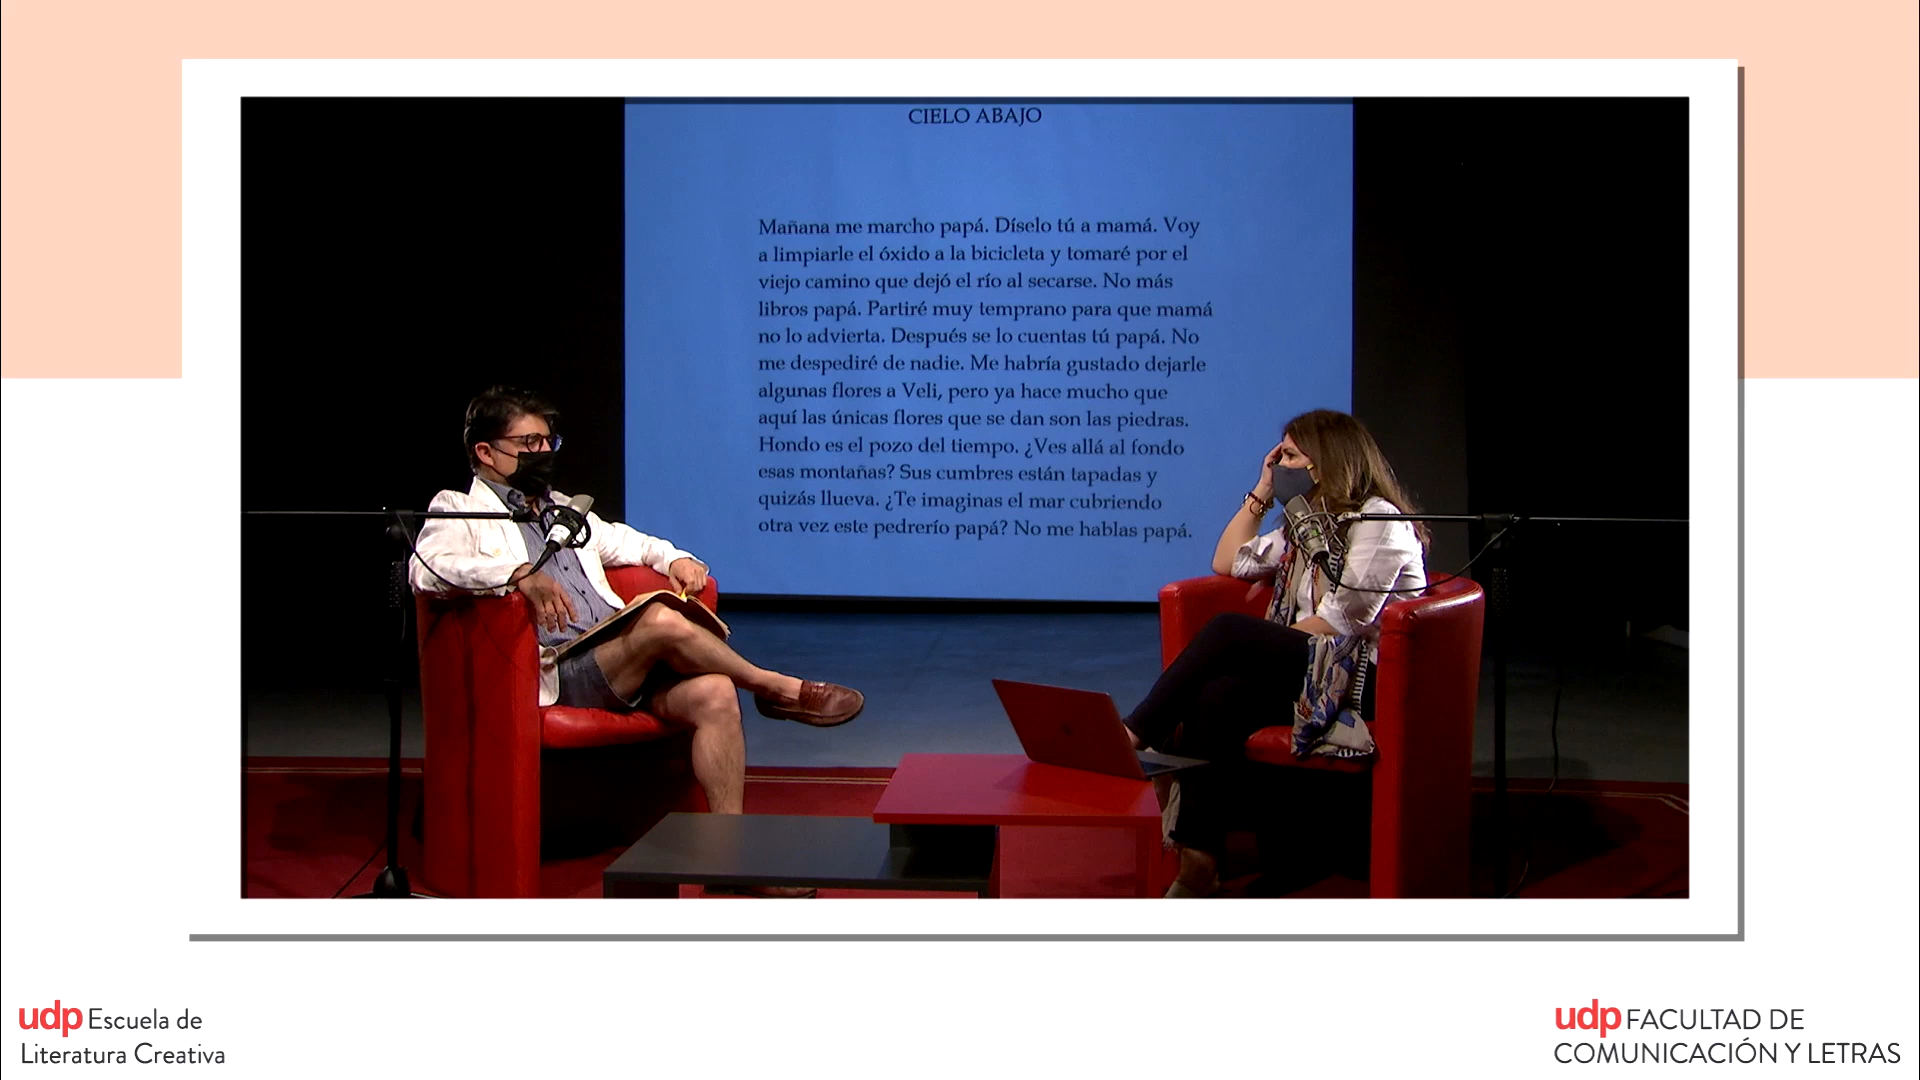 CIELO ABAJO
Mañana me marcho papá. Díselo tú a mamá. Voy
a limpiarle el óxido a la bicicleta y tomaré por el
viejo camino que dejó el río al secarse. No más
libros papá. Partiré muy temprano para que mamá
no lo advierta. Después se lo cuentas tú papá. No
me despediré de nadie. Me habría gustado dejarle
algunas flores a Veli, pero ya hace mucho que
aquí las únicas flores que se dan son las piedras.
Hondo es el pozo del tiempo. ¿Ves allá al fondo
esas montañas? Sus cumbres están tapadas y
quizás llueva. ¿Te imaginas el mar cubriendo
otra vez este pedrerío papá? No me hablas papá.
udp Escuela de
Literatura Creativa
udp FACULTAD DE
COMUNICACIÓN Y LETRAS